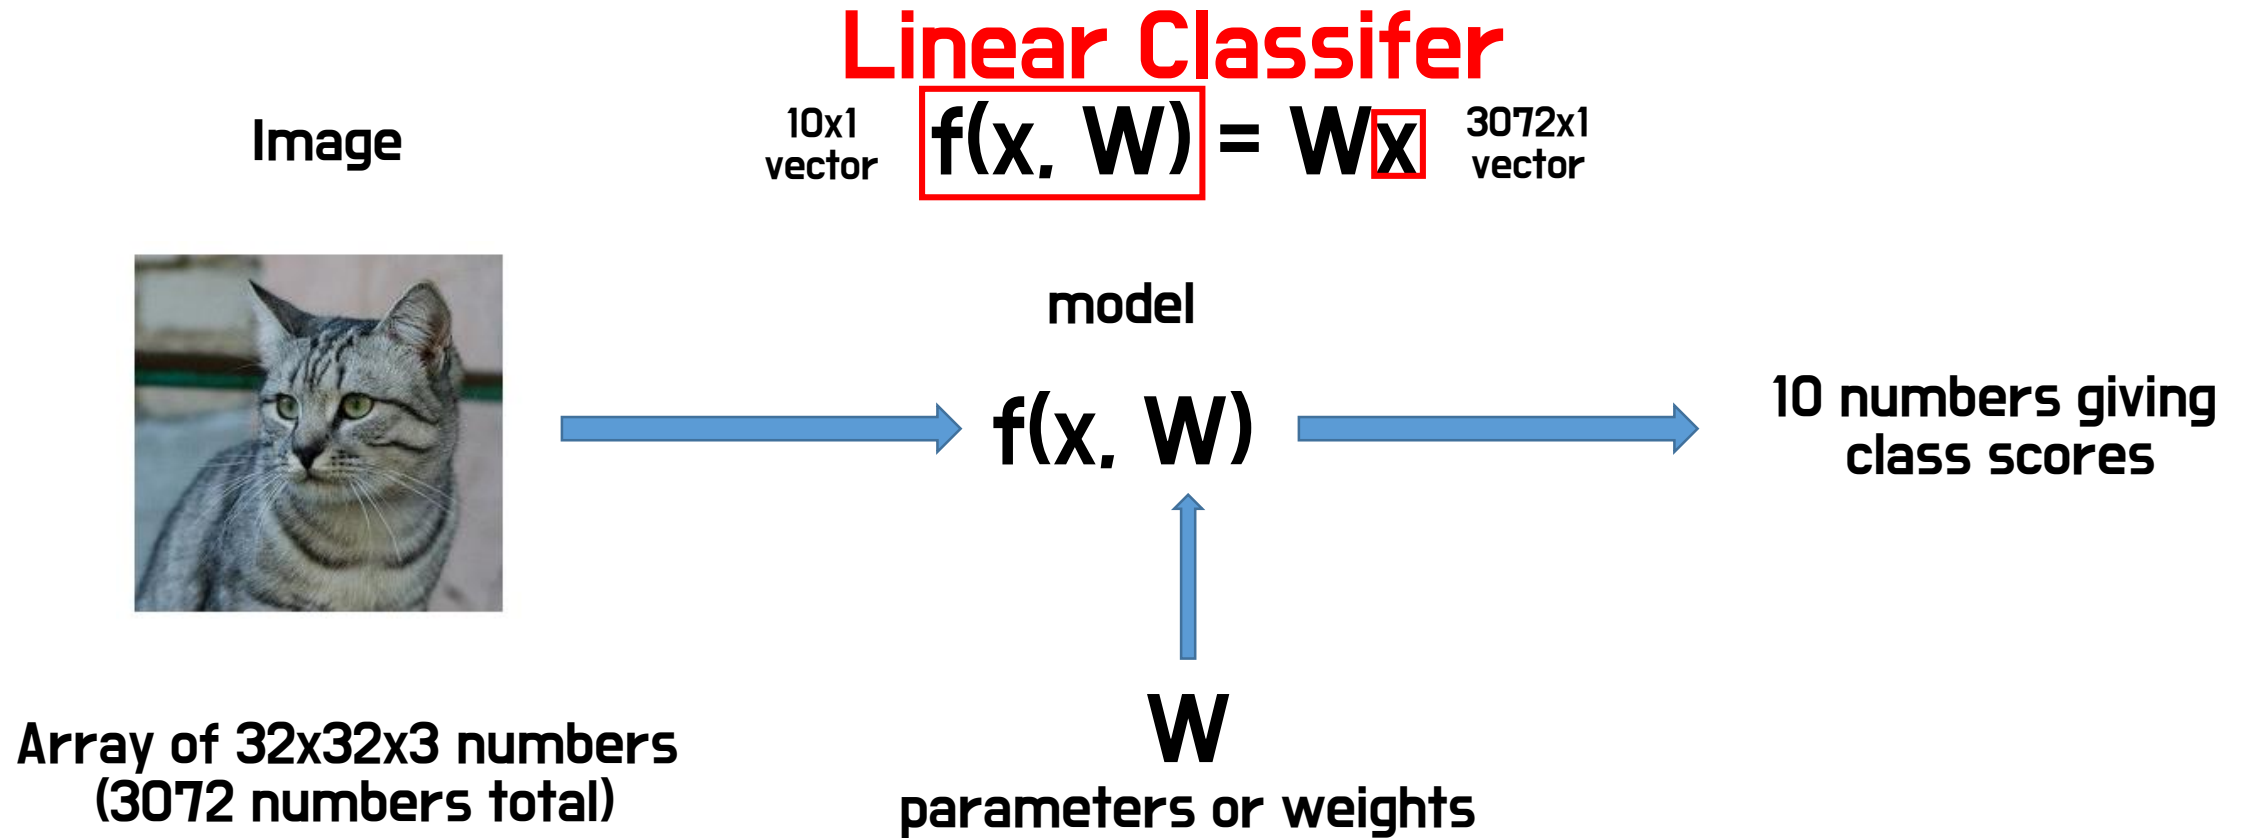 Linear Classifer
Image
10x1
vector
f(x, W) = Wx
3072x1
vector
model
f(x, W)
10 numbers giving
class scores
W
parameters or weights
Array of 32x32x3 numbers
(3072 numbers total)